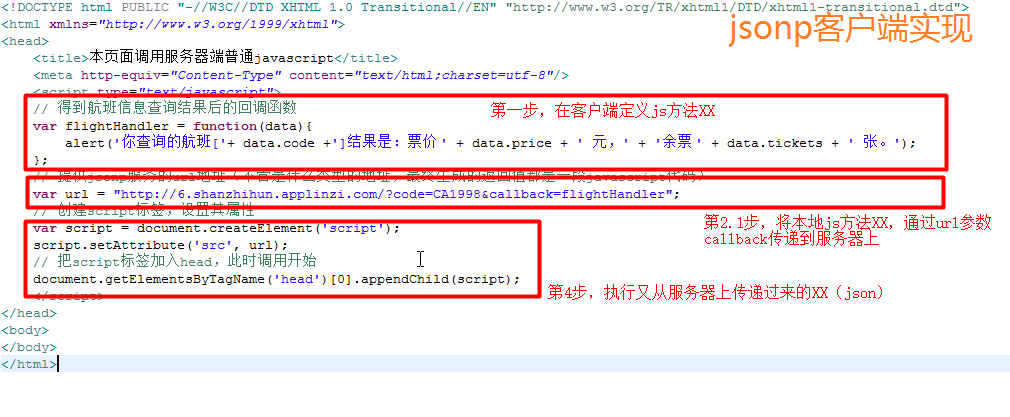 <!DOCTYPE html PUBLIC "-//W3C//DTD XHTML 1.0 Transitional//EN" "http://www.w3.org/TR/xhtml1/DTD/xhtml1-transitional.dtd">
<html xmlns="http://www.w3.org/1999/xhtml">
jsonp客户端实现
<head>
<title>本页面调用服务器端普通javascript</title>
<meta http-equiv="Content-Type" content="text/html;charset=utf-8"/>
<script type="text/javascript">
// 得到航班信息查询结果后的回调函数
第一步，在客户端定义js方法XX
var flightHandler = function(data){
alert('你查询的航班['+ data.code +']结果是：票价 ' + data.price + ' 元，' + '余票 ' + data.tickets + ' 张。');
};
// 提供jsonp服务的url地址（不管是什么类型的地址，最终生成的返回值都是一段javascript代码）
var url = "http://6.shanzhihun.applinzi.com/?code=CA1998&callback=flightHandler";
// 创建script标签，设置其属性
第2.1步，将本地js方法XX，通过url参数
callback传递到服务器上
var script = document.createElement('script');
script.setAttribute('src', url);
// 把script标签加入head，此时调用开始
document.getElementsByTagName('head')[0].appendChild(script);
第4步，执行又从服务器上传递过来的XX（json）
</script>
</head>
<body>
</body>
</html>